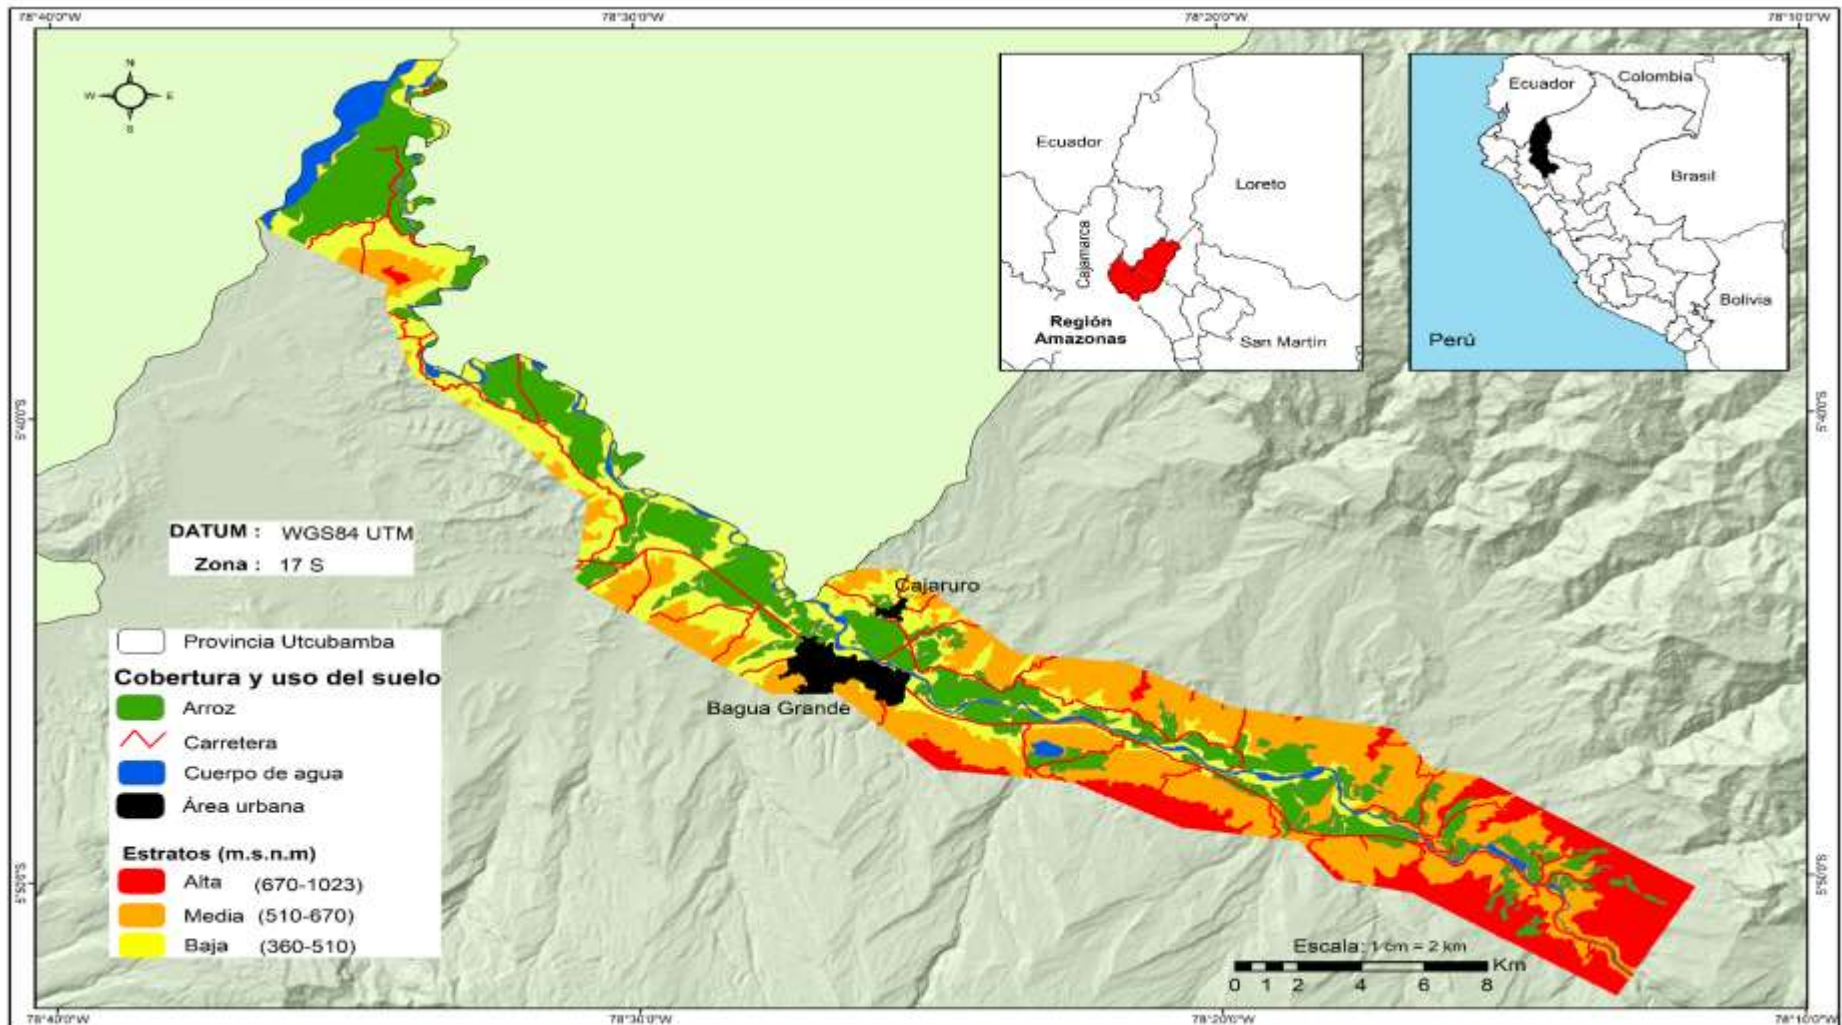 78°40'0"W 78°30'0"W 78°20'0"W 78°10'0"W
N
W E
S
Ecuador
Loreto
Cajamarca
Región
Amazonas
San Martin
Ecuador
Colombia
Brasil
Bolivia
Perú
5°40'0"S 5°40'0"S
DATUM : WGS84 UTM
Zona : 17 S
Cajaruro
Bagua Grande
Provincia Utcubamba
Cobertura y uso del suelo
Arroz
Carretera
Cuerpo de agua
Área urbana
Estratos (m.s.n.m)
Alta (670-1023)
Media (510-670)
Baja (360-510)
5°50'0"S 5°50'0"S
Escala: 1 cm = 2 km
Km
0 1 2 4 6 8
78°40'0"W 78°30'0"W 78°20'0"W 78°10'0"W